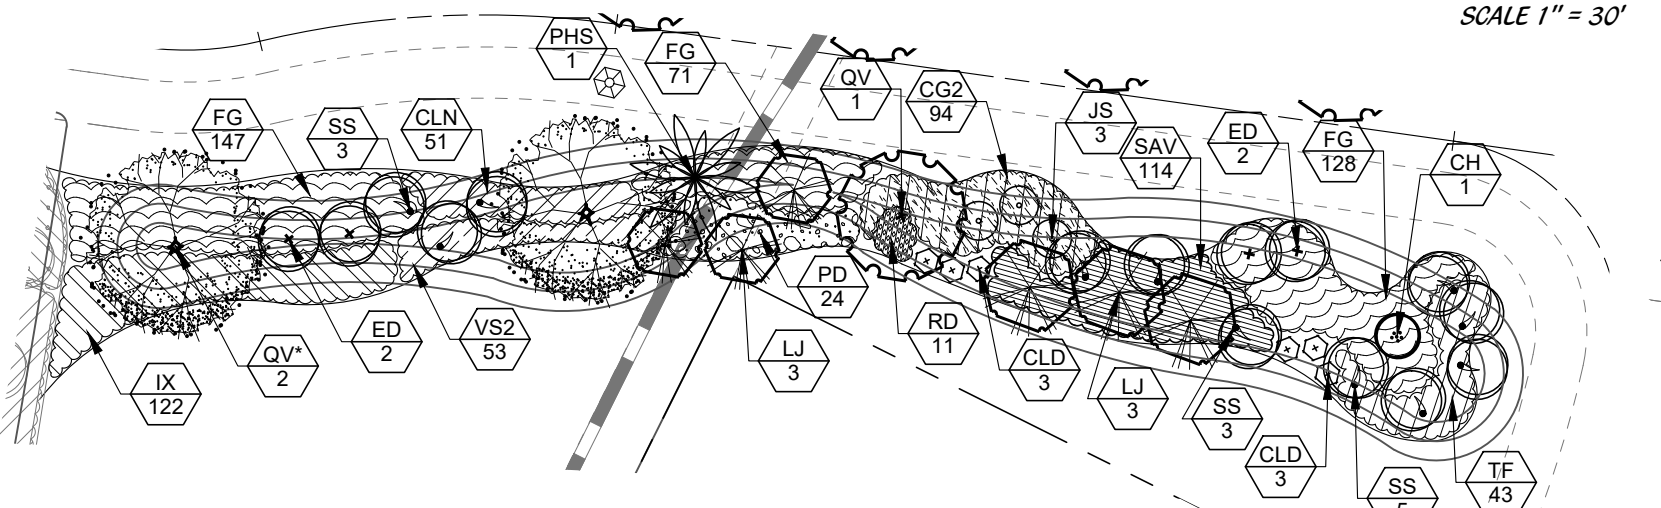 SCALE 1" = 30'
PHS
1
FG
71
QV
1
CG2
94
JS
3
SAV
114
ED
2
FG
128
CH
1
FG
147
SS
3
CLN
51
IX
122
QV*
2
ED
2
VS2
53
LJ
3
PD
24
RD
11
CLD
3
LJ
3
SS
3
CLD
3
SS
TF
43